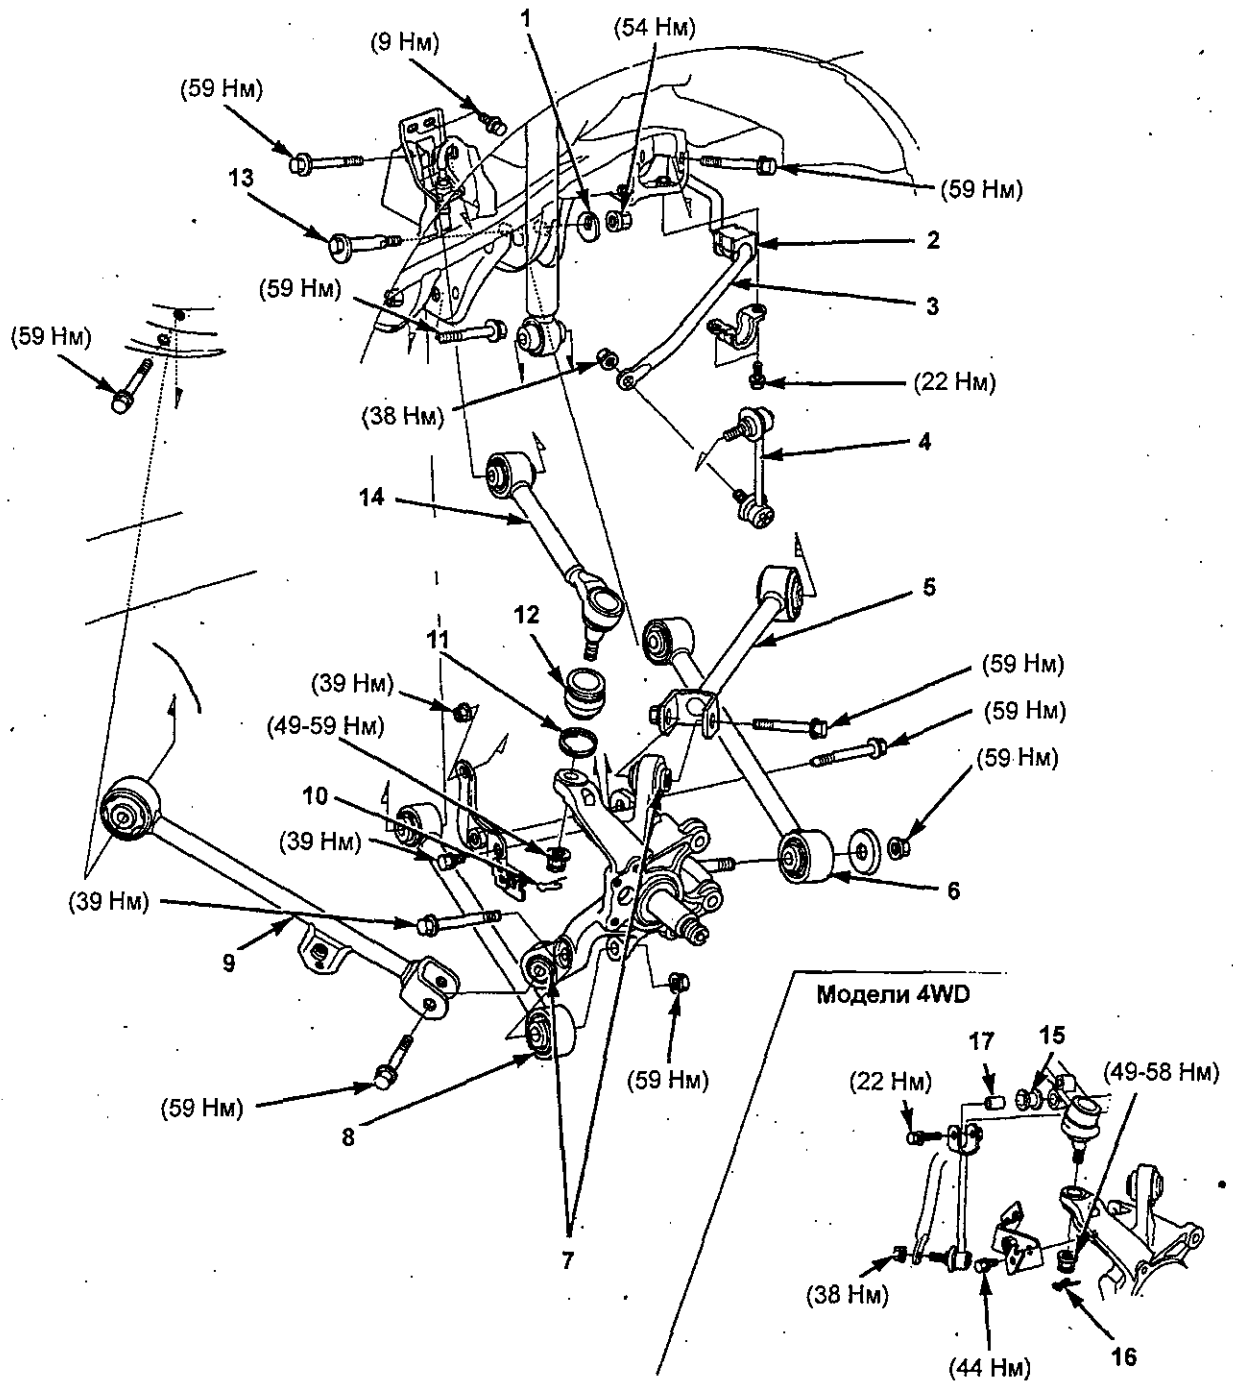 1
(54 Нм)
(9 Нм)
(59 Нм)
13
(59 Нм)
2
(59 Нм)
3
(59 Нм)
(22 Нм)
(38 Нм)
4
14
5
12
11
(59 Нм)
(39 Нм)
(59 Нм)
(49-59 Нм)
(59 Нм)
10
(39 Нм)
6
(39 Нм)
9
Модели 4WD
17
15
(49-58 Нм)
(22 Нм)
(59 Нм)
(59 Нм)
8
7
(38 Нм)
16
(44 Нм)